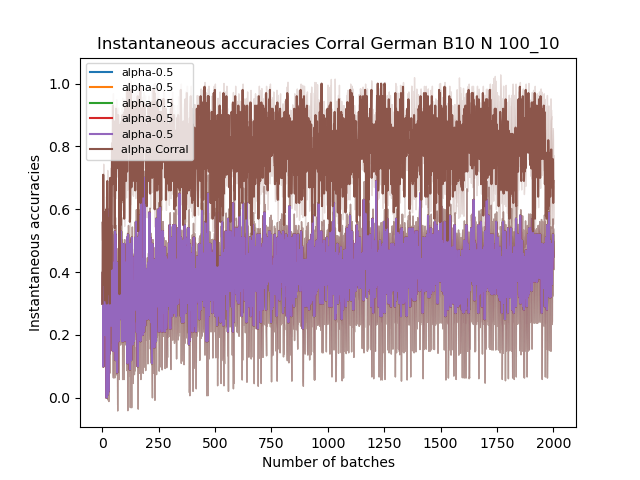 Instantaneous accuracies Corral German B10 N 100_10
alpha-0.5
alpha-0.5
alpha-0.5
alpha-0.5
alpha-0.5
alpha Corral
1.0
0.8
0.6
0.4
0.2
0.0
Instantaneous accuracies
0
250
500
750
1000
1250
1500
1750
2000
Number of batches